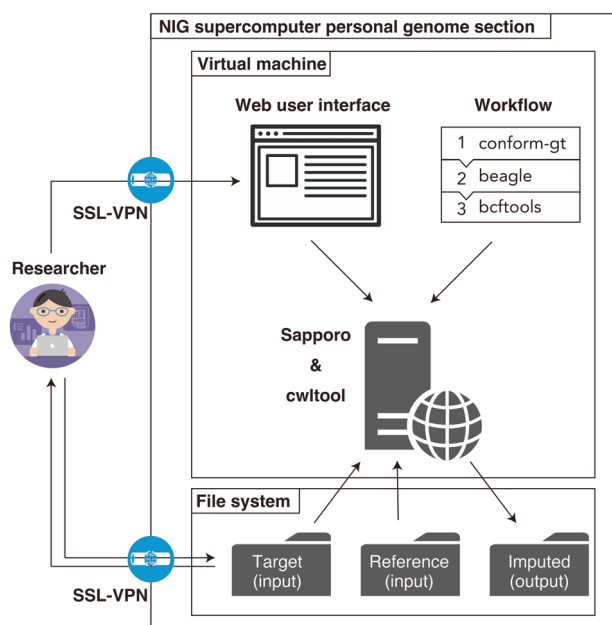 NIG supercomputer personal genome section
Virtual machine
Web user interface
Workflow
1 conform-gt
2 beagle
3 bcftools
SSL-VPN
Researcher
Sapporo
&
cwltool
File system
Target
(input)
Reference
(input)
Imputed
(output)
SSL-VPN